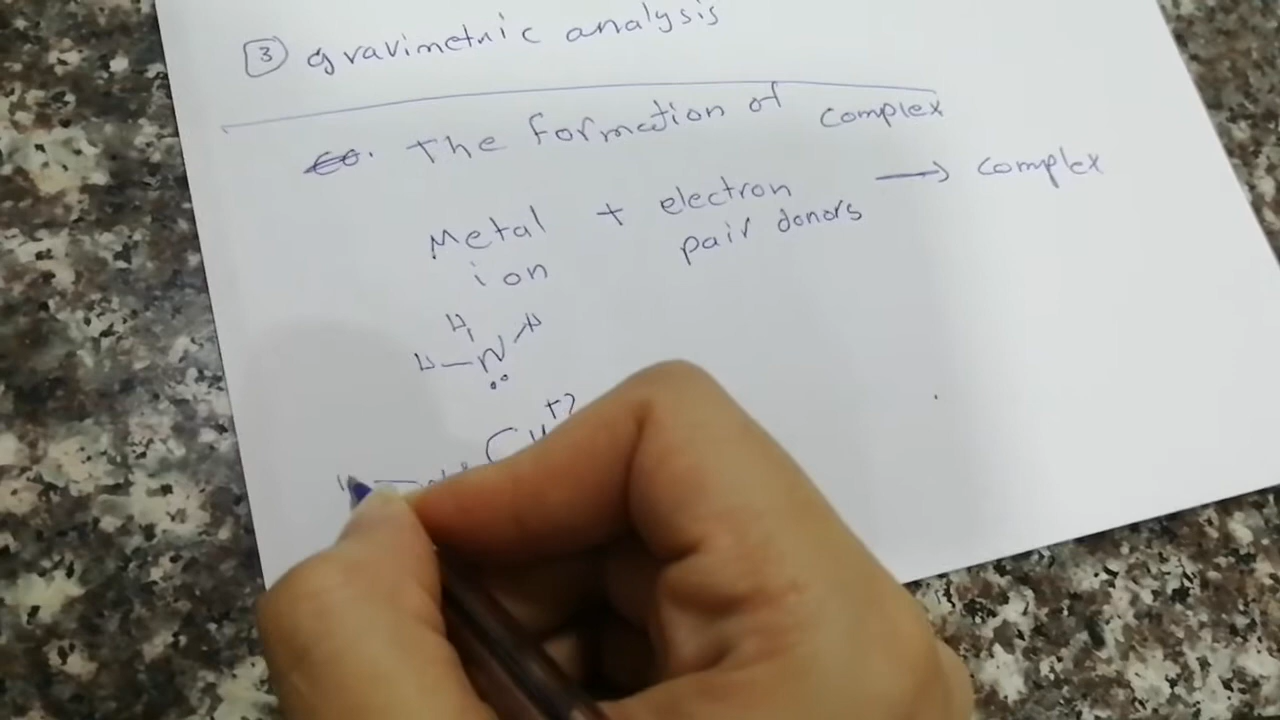 3 gravimetric analysis
The formation of complex
Metal + electron → complex
ion pair donors
H H
H-N
+2
Cu
H